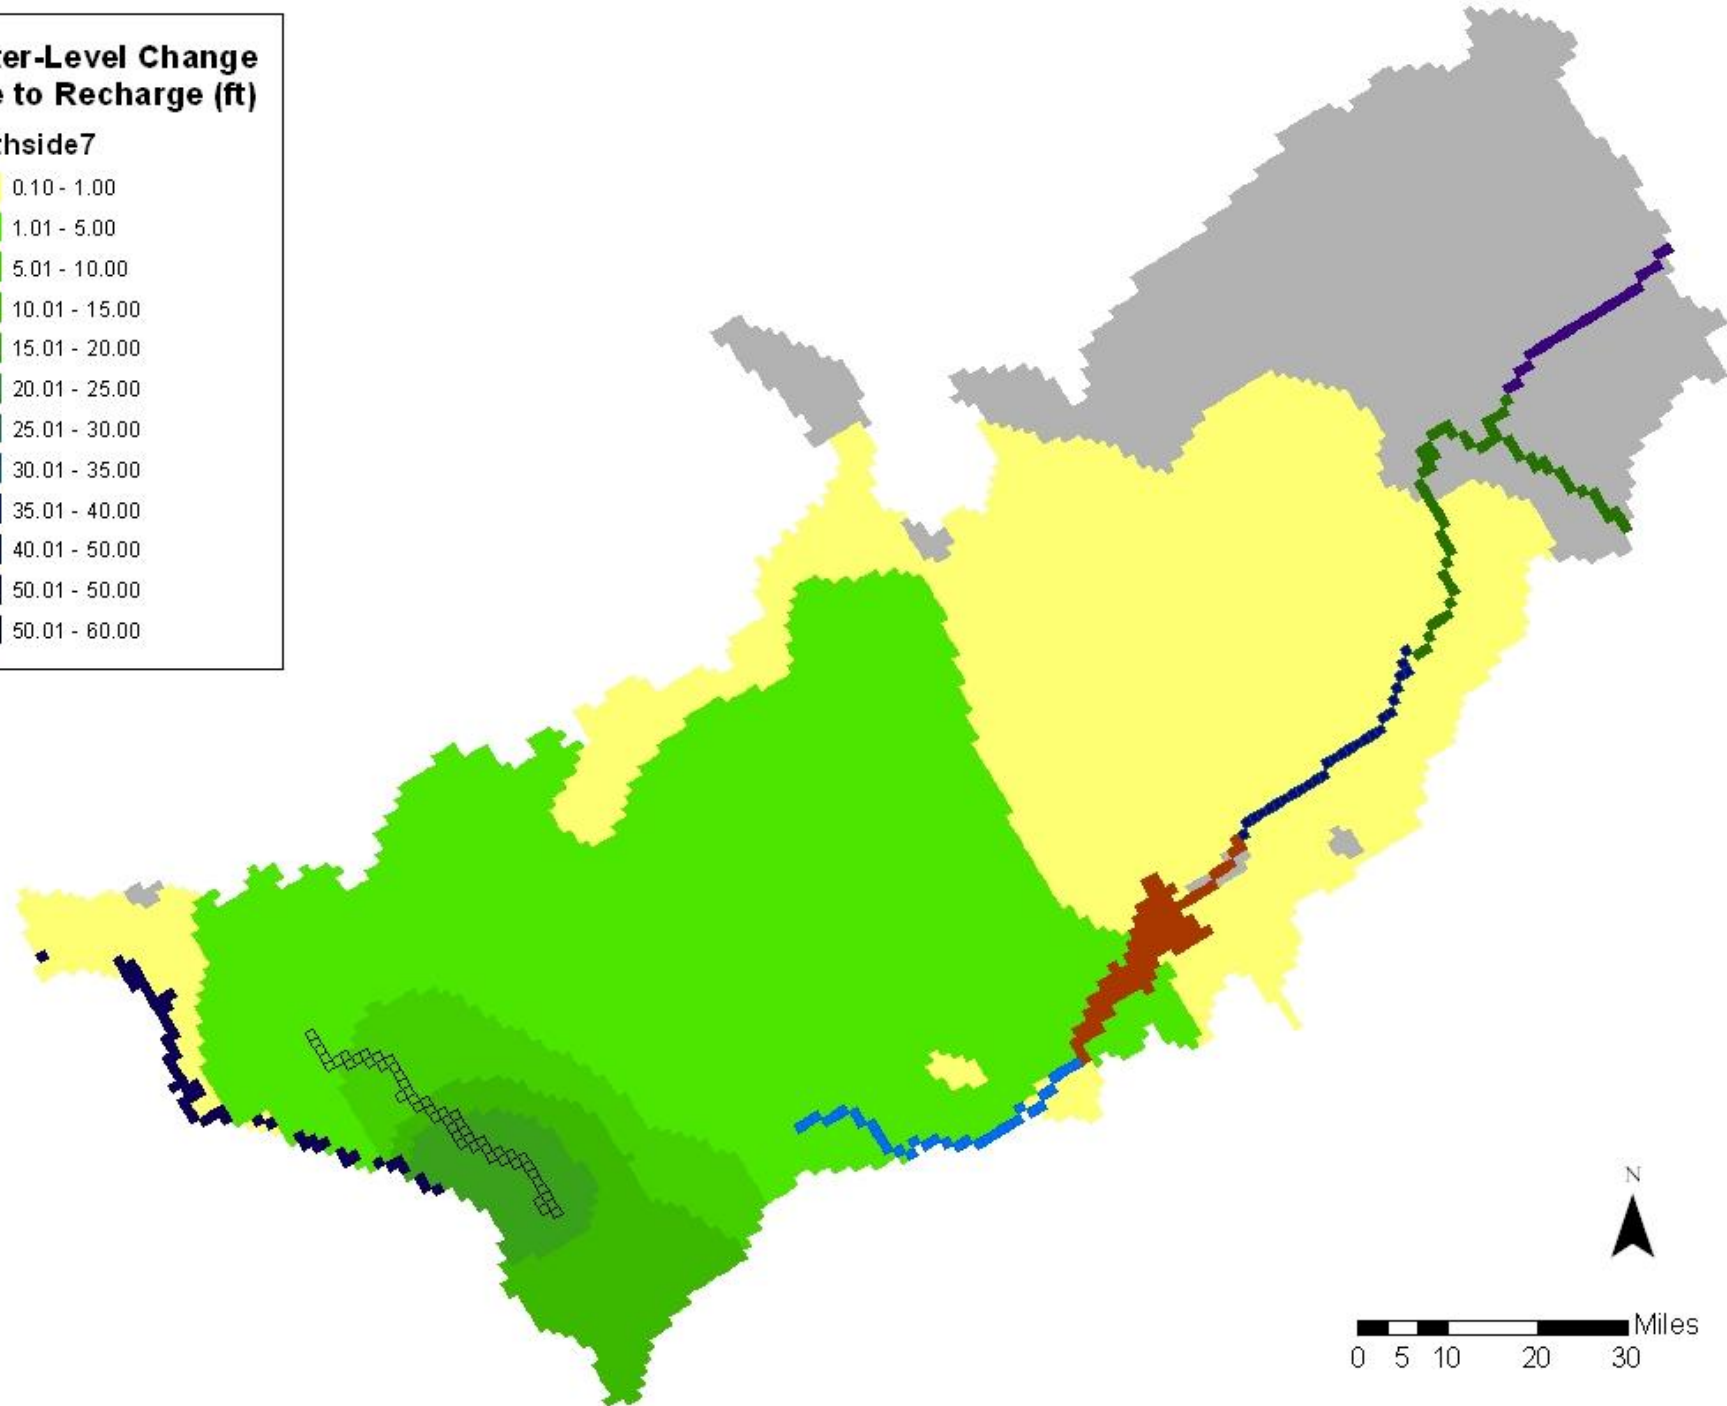 ter-Level Change
e to Recharge (ft)
thside7
0.10 - 1.00
1.01 - 5.00
5.01 - 10.00
10.01 - 15.00
15.01 - 20.00
20.01 - 25.00
25.01 - 30.00
30.01 - 35.00
35.01 - 40.00
40.01 - 50.00
50.01 - 50.00
50.01 - 60.00
N
Miles
0 5 10 20 30